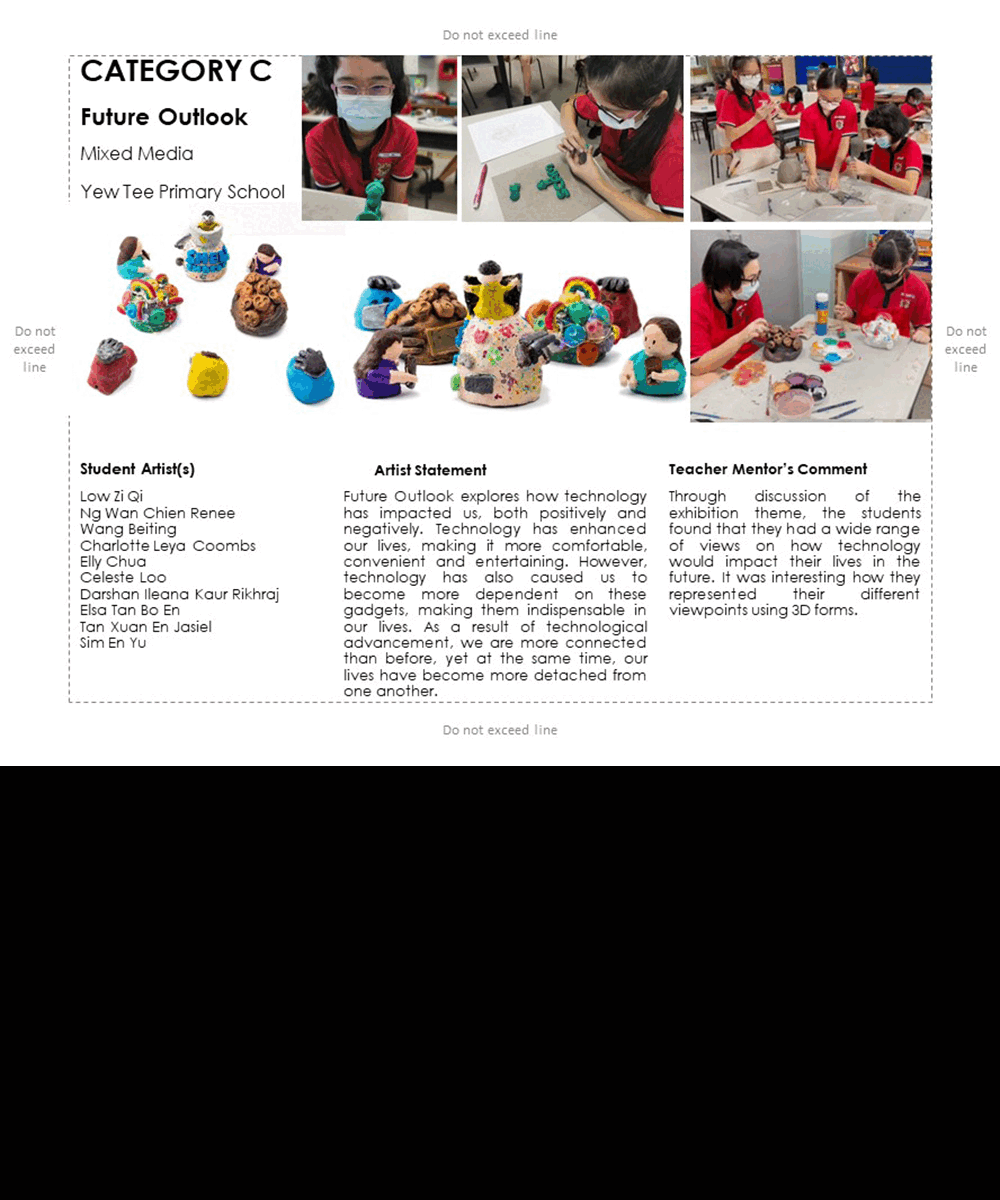 Do not exceed line
CATEGORY C
Future Outlook
Mixed Media
Yew Tee Primary School
Do not
exceed
line
Do not
exceed
line
Student Artist(s)
Low Zi Qi
Ng Wan Chien Renee
Wang Beiting
Charlotte Leya Coombs
Elly Chua
Celeste Loo
Darshan Ileana Kaur Rikhraj
Elsa Tan Bo En
Tan Xuan En Jasiel
Sim En Yu
Artist Statement
Future Outlook explores how technology
has impacted us, both positively and
negatively. Technology has enhanced
our lives, making it more comfortable,
convenient and entertaining. However,
technology has also caused us to
become more dependent on these
gadgets, making them indispensable in
our lives. As a result of technological
advancement, we are more connected
than before, yet at the same time, our
lives have become more detached from
one another.
Teacher Mentor's Comment
Through discussion of the
exhibition theme, the students
found that they had a wide range
of views on how technology
would impact their lives in the
future. It was interesting how they
represented their different
viewpoints using 3D forms.
Do not exceed line